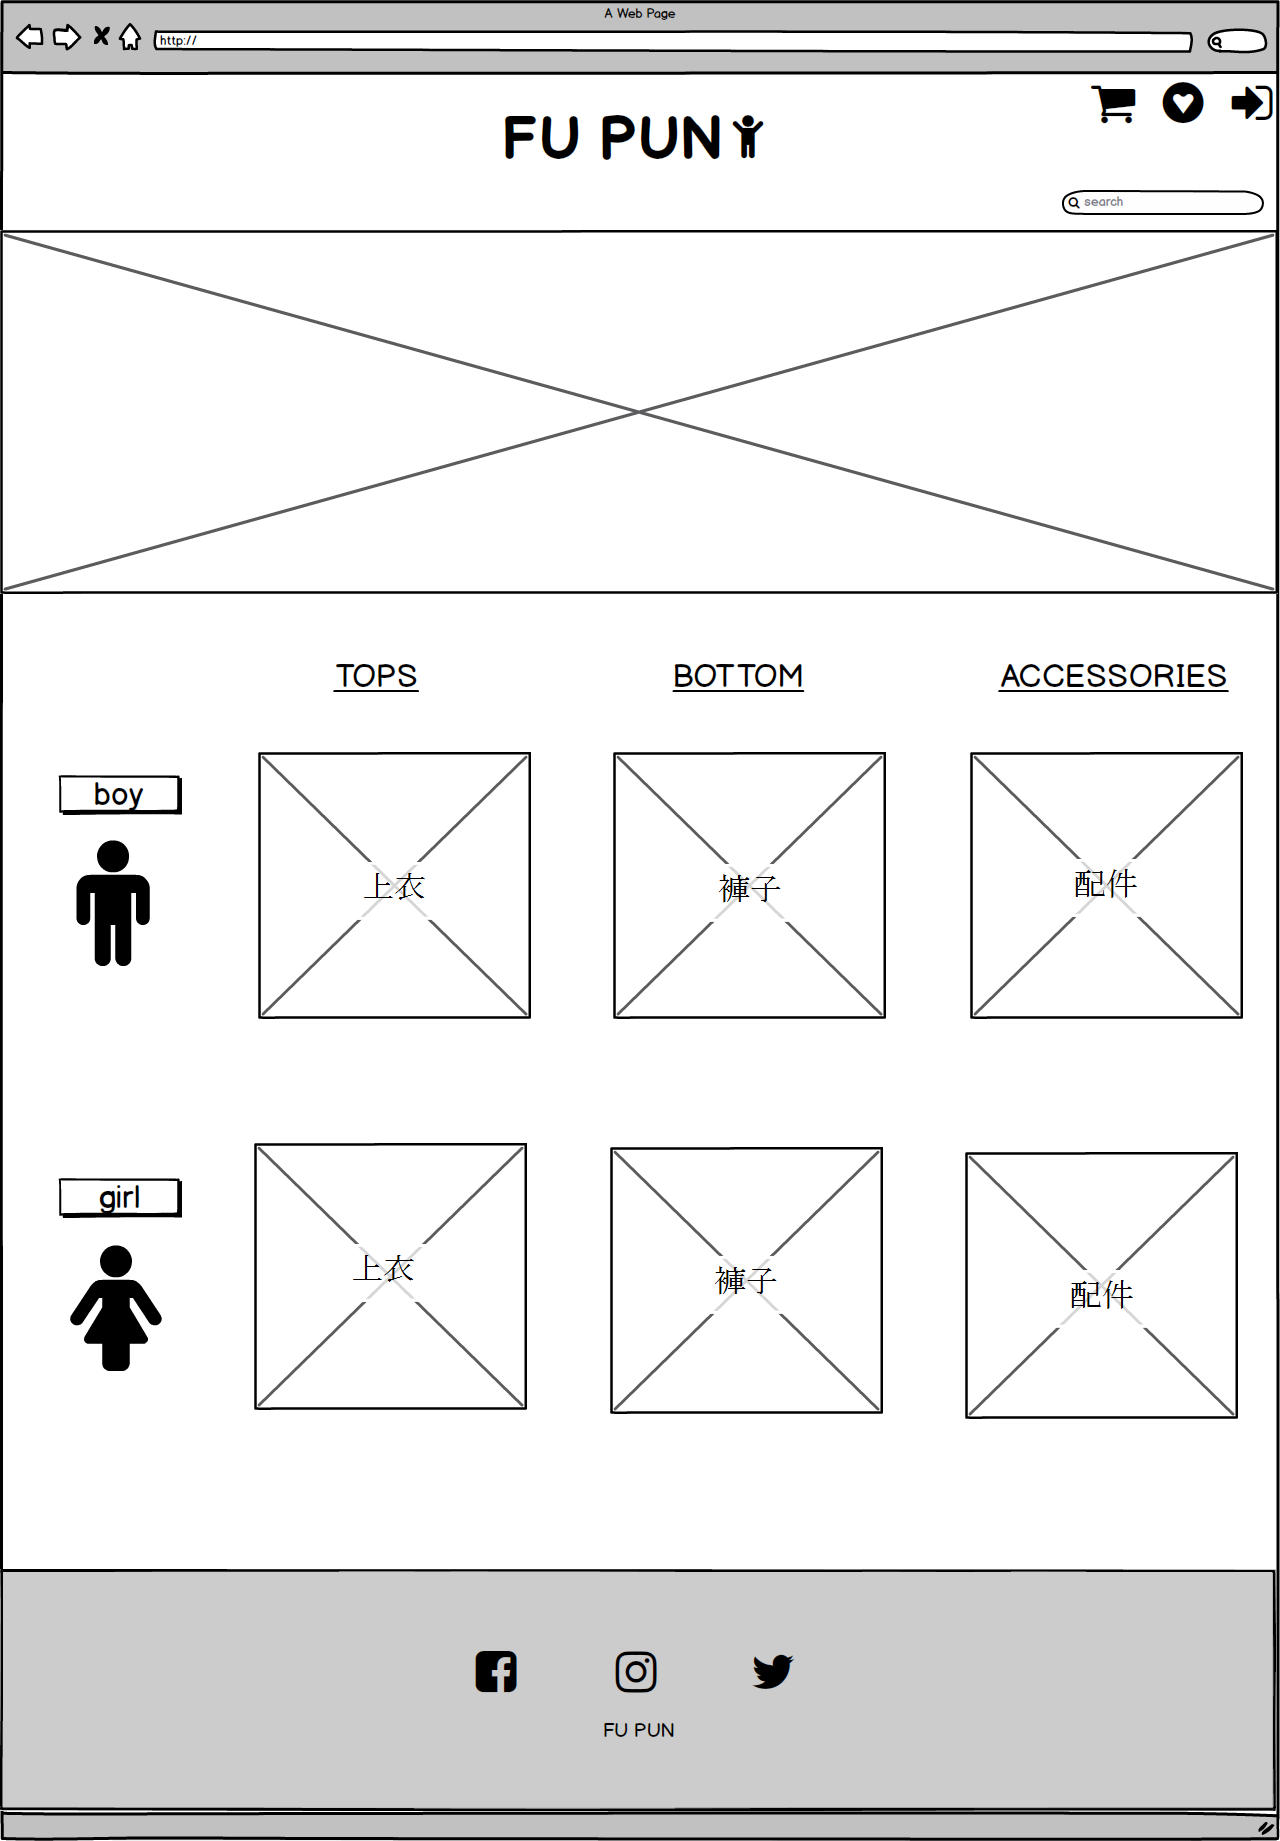 A Web Page
http://
FU PUN
search
TOPS BOTTOM ACCESSORIES
boy
上衣 褲子 配件
girl
上衣 褲子 配件
FU PUN